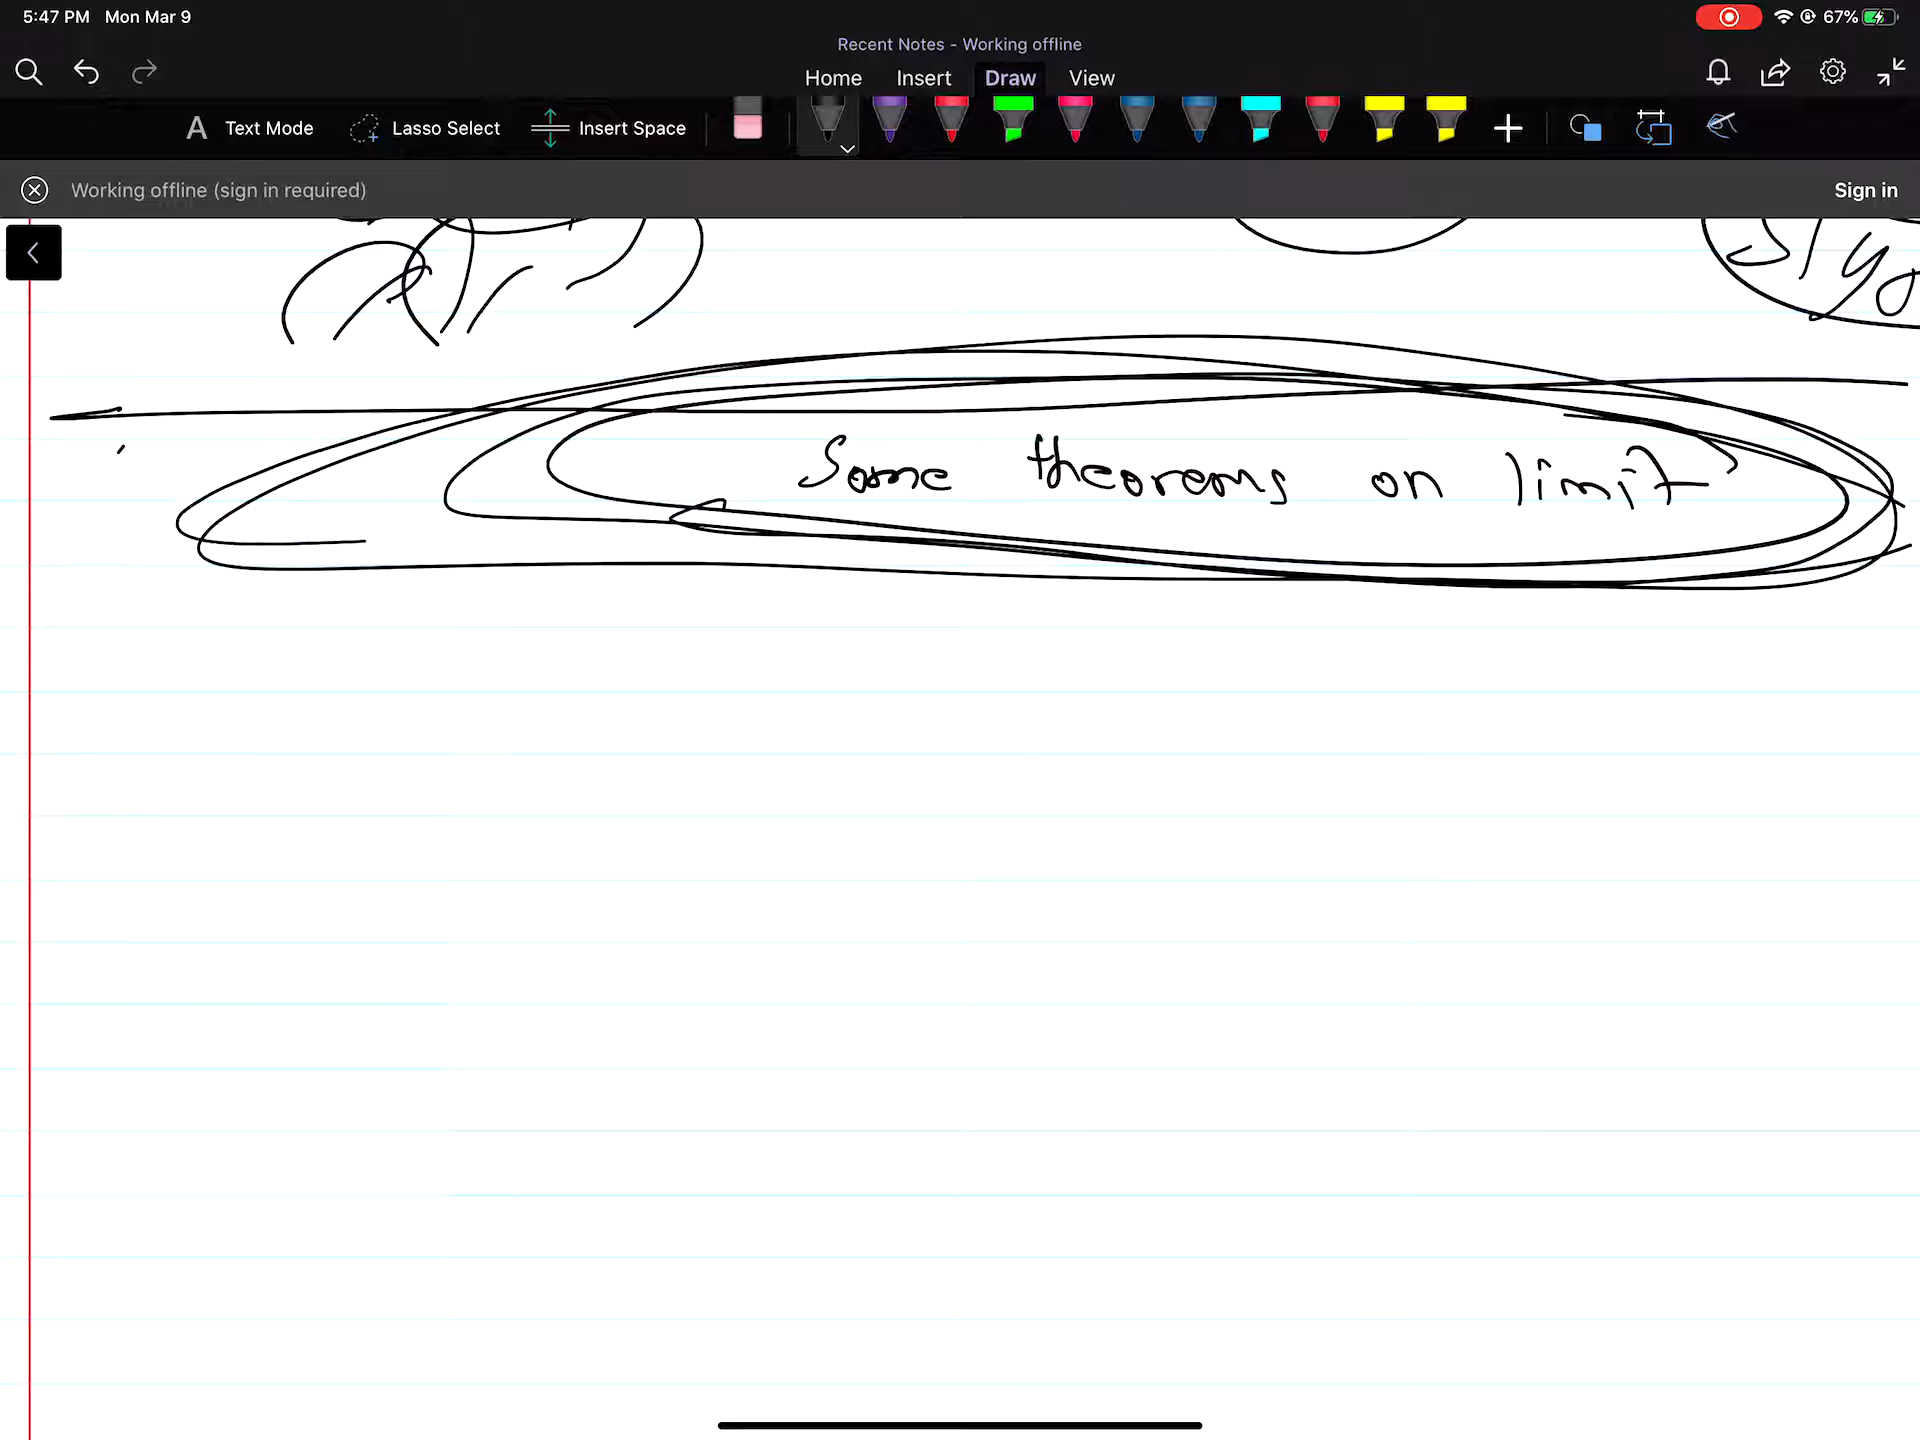 5:47 PM Mon Mar 9
67%
Recent Notes - Working offline
Home Insert Draw View
Text Mode Lasso Select Insert Space
Working offline (sign in required) Sign in
Some theorems on limit